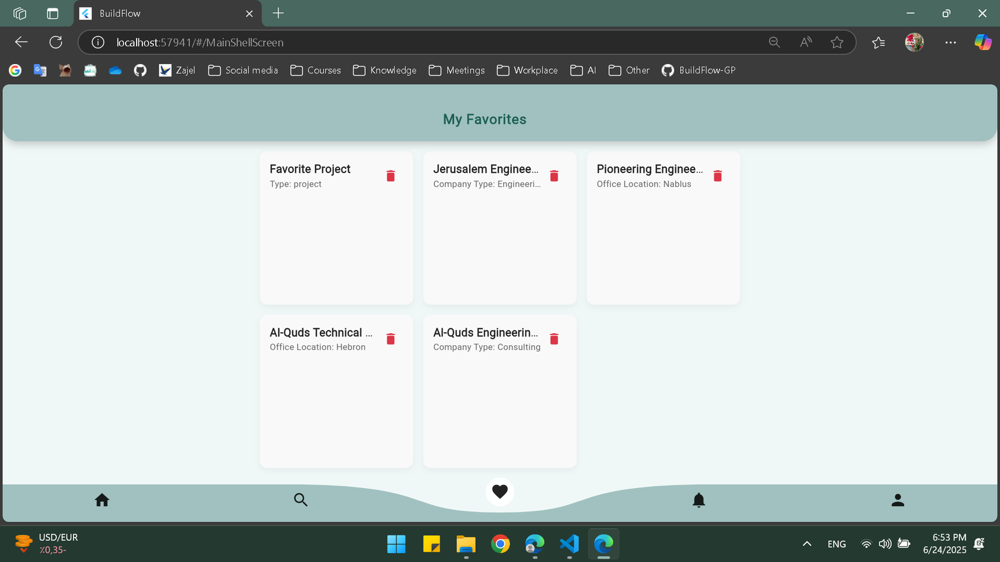 BuildFlow
localhost:57941/#/MainShellScreen
Zajel
Social media
Courses
Knowledge
Meetings
Workplace
AI
Other
BuildFlow-GP
My Favorites
Favorite Project
Type: project
Jerusalem Enginee...
Company Type: Engineeri...
Pioneering Enginee...
Office Location: Nablus
Al-Quds Technical ...
Office Location: Hebron
Al-Quds Engineerin...
Company Type: Consulting
USD/EUR
٪0,35-
ENG
6:53 PM
6/24/2025